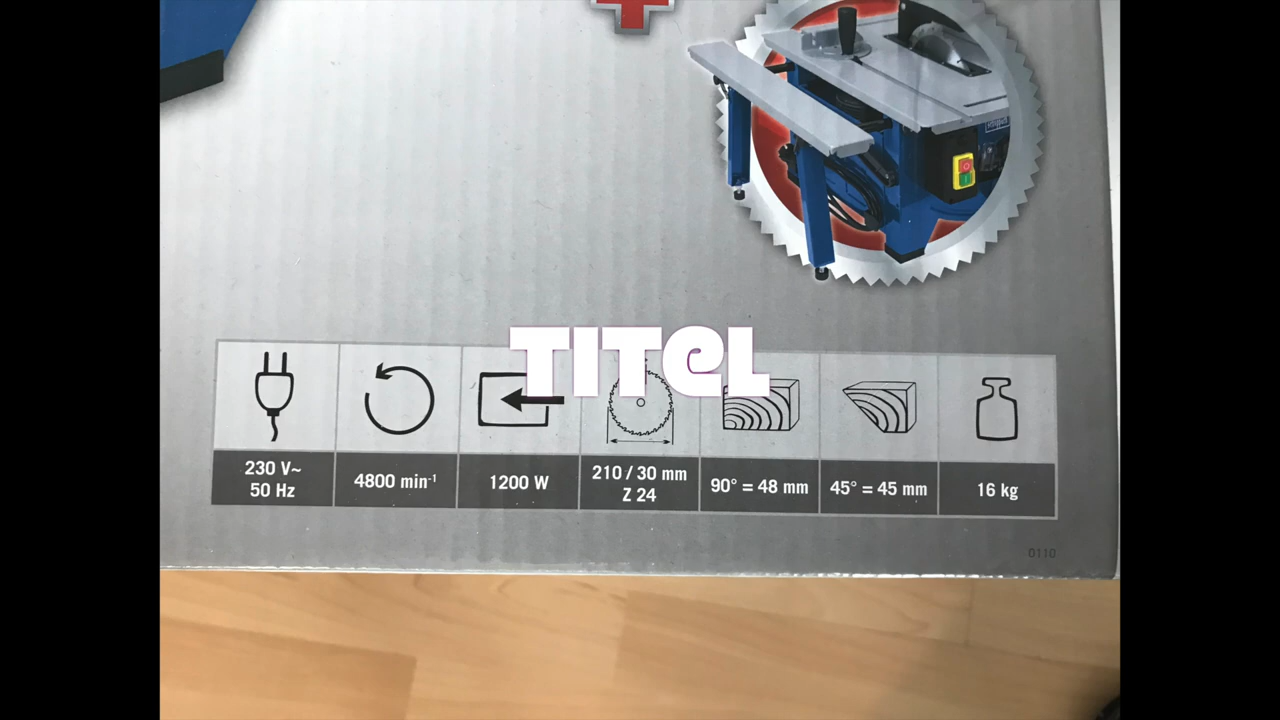 TITEL
230 V~
50 Hz
4800 min⁻¹
1200 W
210 / 30 mm
Z 24
90° = 48 mm
45° = 45 mm
16 kg
0110